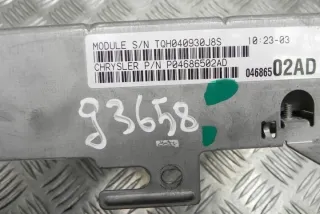 MODULE S/N TQH040930J8S 10-23-03
CHRYSLER P/N P04686502AD
04686502AD
93658